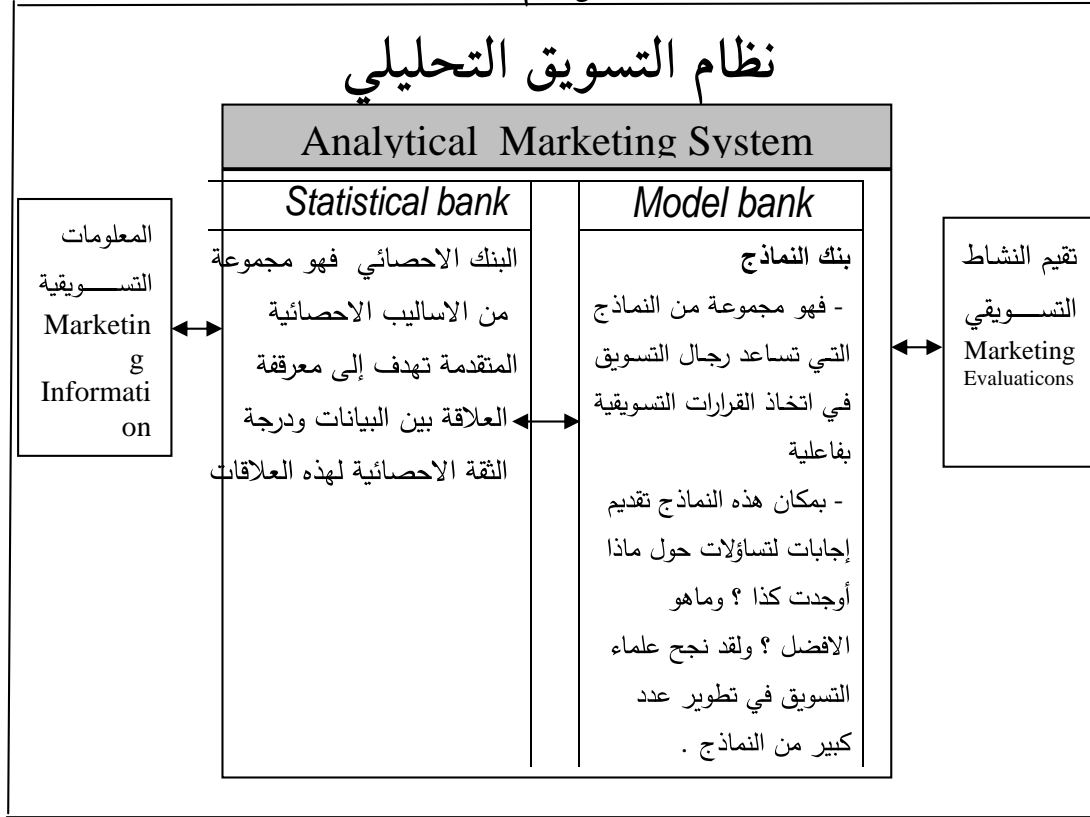 نظام التسويق التحليلي
Analytical Marketing System
Statistical bank
Model bank
المعلومات
التســــويقية
Marketin
g
Informati
on
البنك الاحصائي فهو مجموعة
من الاساليب الاحصائية
المتقدمة تهدف إلى معرقفة
العلاقة بين البيانات ودرجة
الثقة الاحصائية لهذه العلاقات
بنك النماذج
- فهو مجموعة من النماذج
التي تساعد رجال التسويق
في اتخاذ القرارات التسويقية
بفاعلية
- بمكان هذه النماذج تقديم
إجابات لتساؤلات حول ماذا
أوجدت كذا ؟ وماهو
الافضل ؟ ولقد نجح علماء
التسويق في تطوير عدد
كبير من النماذج .
تقيم النشاط
التســــويقي
Marketing
Evaluaticons